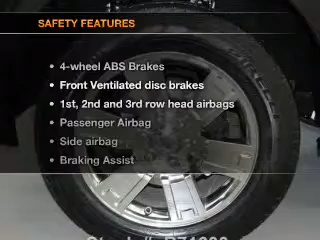 SAFETY FEATURES
• 4-wheel ABS Brakes
• Front Ventilated disc brakes
• 1st, 2nd and 3rd row head airbags
• Passenger Airbag
• Side airbag
• Braking Assist